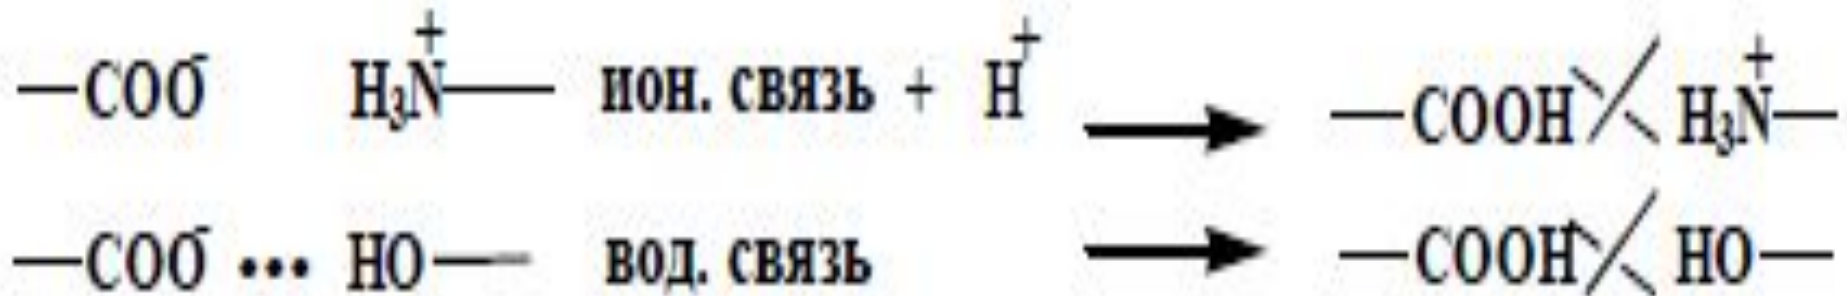 —COO⁻ H₃N⁺— ион. связь + H⁺ → —COOH H₃N⁺—
—COO⁻ ••• HO— вод. связь → —COOH HO—